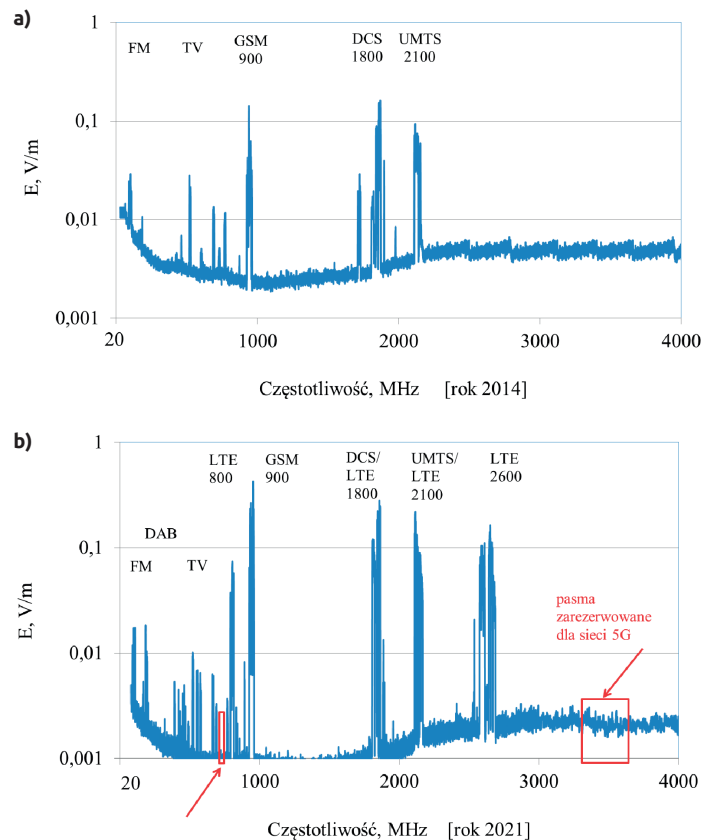 a)
FM TV GSM 900 DCS 1800 UMTS 2100
E, V/m
1
0,1
0,01
0,001
20 1000 2000 3000 4000
Częstotliwość, MHz [rok 2014]
b)
LTE 800 GSM 900 DCS/ LTE 1800 UMTS/ LTE 2100 LTE 2600
DAB
FM TV
pasma
zarezerwowane
dla sieci 5G
E, V/m
1
0,1
0,01
0,001
20 1000 2000 3000 4000
Częstotliwość, MHz [rok 2021]